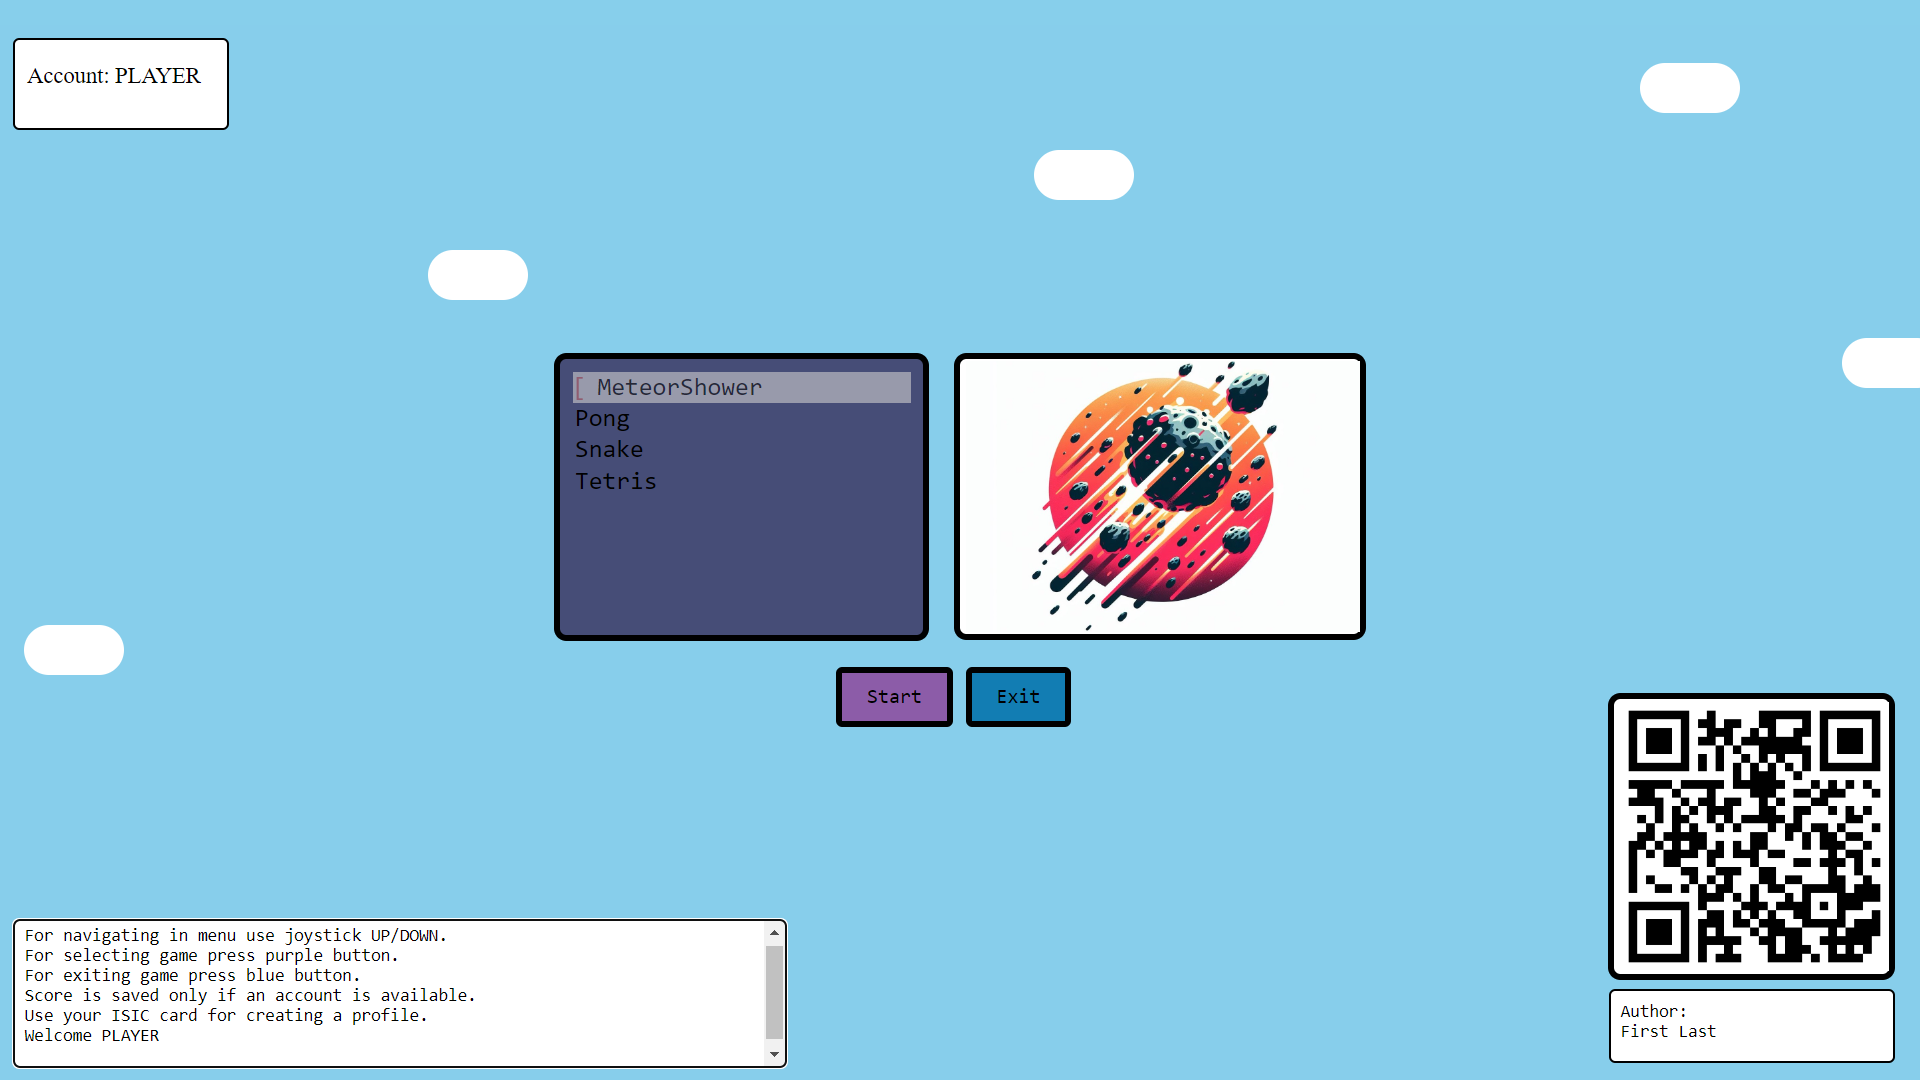 Account: PLAYER
[ MeteorShower
Pong
Snake
Tetris
Start
Exit
For navigating in menu use joystick UP/DOWN.
For selecting game press purple button.
For exiting game press blue button.
Score is saved only if an account is available.
Use your ISIC card for creating a profile.
Welcome PLAYER
Author:
First Last